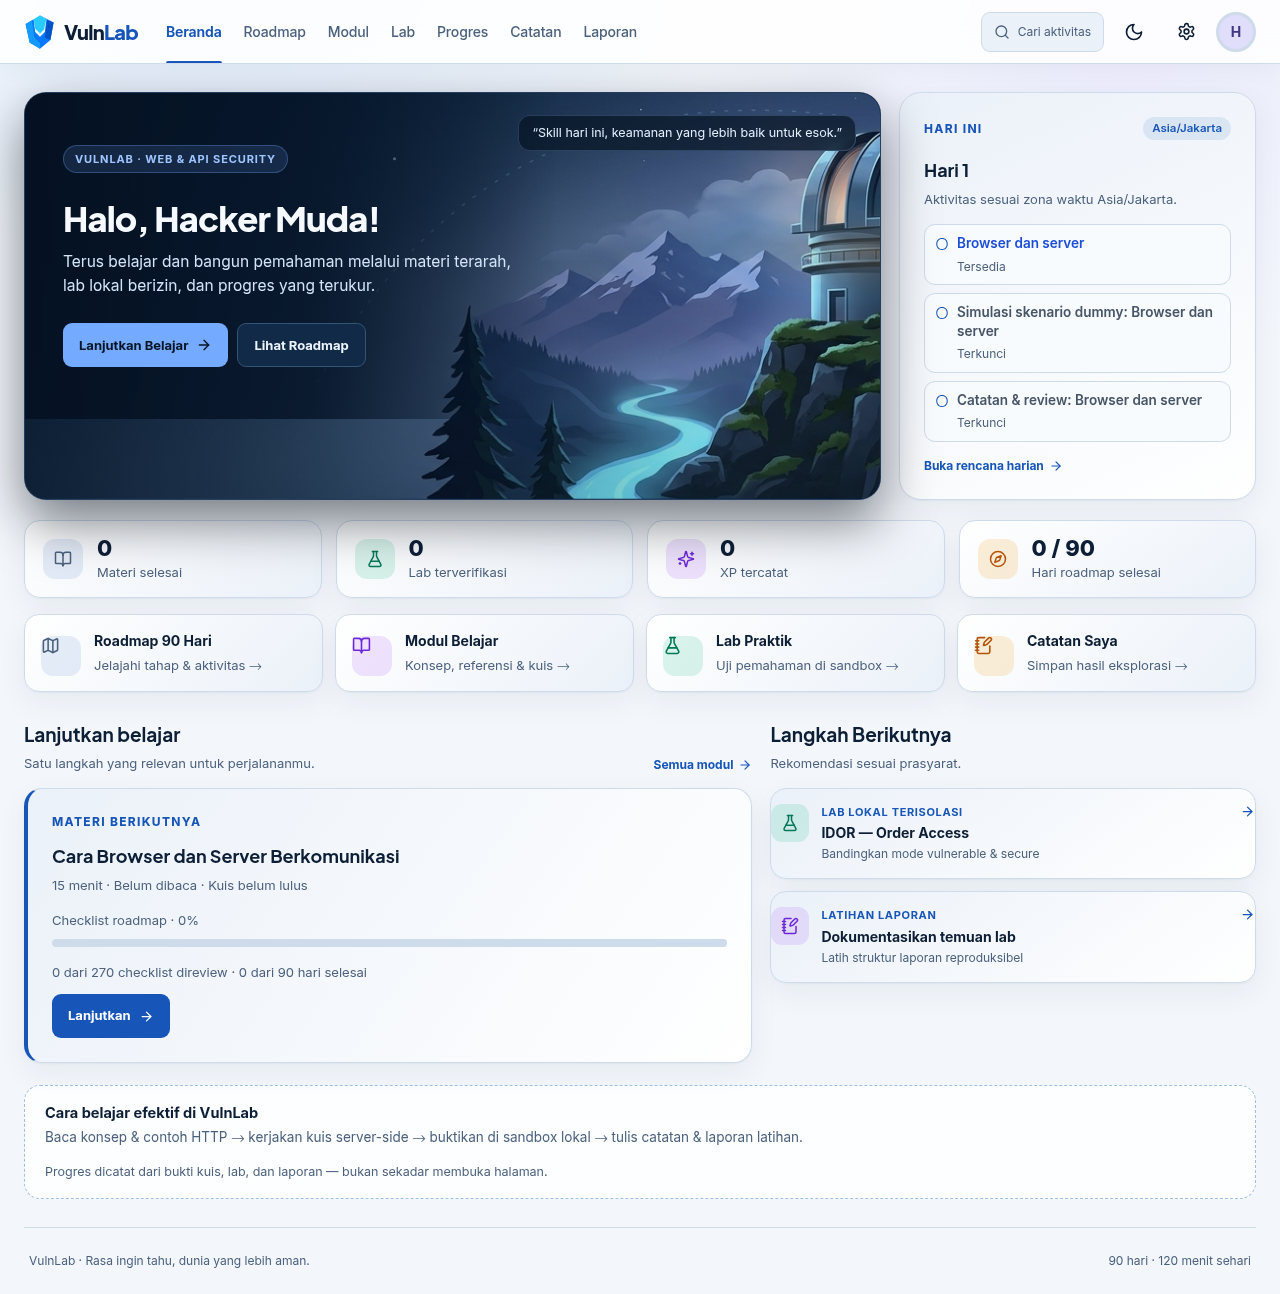 VulnLab
Beranda
Roadmap
Modul
Lab
Progres
Catatan
Laporan
Cari aktivitas
H
“Skill hari ini, keamanan yang lebih baik untuk esok.”
VULNLAB · WEB & API SECURITY
Halo, Hacker Muda!
Terus belajar dan bangun pemahaman melalui materi terarah,
lab lokal berizin, dan progres yang terukur.
Lanjutkan Belajar
Lihat Roadmap
HARI INI
Asia/Jakarta
Hari 1
Aktivitas sesuai zona waktu Asia/Jakarta.
Browser dan server
Tersedia
Simulasi skenario dummy: Browser dan
server
Terkunci
Catatan & review: Browser dan server
Terkunci
Buka rencana harian →
0
Materi selesai
0
Lab terverifikasi
0
XP tercatat
0 / 90
Hari roadmap selesai
Roadmap 90 Hari
Jelajahi tahap & aktivitas →
Modul Belajar
Konsep, referensi & kuis →
Lab Praktik
Uji pemahaman di sandbox →
Catatan Saya
Simpan hasil eksplorasi →
Lanjutkan belajar
Satu langkah yang relevan untuk perjalananmu.
Semua modul →
MATERI BERIKUTNYA
Cara Browser dan Server Berkomunikasi
15 menit · Belum dibaca · Kuis belum lulus
Checklist roadmap · 0%
0 dari 270 checklist direview · 0 dari 90 hari selesai
Lanjutkan →
Langkah Berikutnya
Rekomendasi sesuai prasyarat.
LAB LOKAL TERISOLASI
IDOR — Order Access
Bandingkan mode vulnerable & secure
LATIHAN LAPORAN
Dokumentasikan temuan lab
Latih struktur laporan reproduksibel
Cara belajar efektif di VulnLab
Baca konsep & contoh HTTP → kerjakan kuis server-side → buktikan di sandbox lokal → tulis catatan & laporan latihan.
Progres dicatat dari bukti kuis, lab, dan laporan — bukan sekadar membuka halaman.
VulnLab · Rasa ingin tahu, dunia yang lebih aman.
90 hari · 120 menit sehari